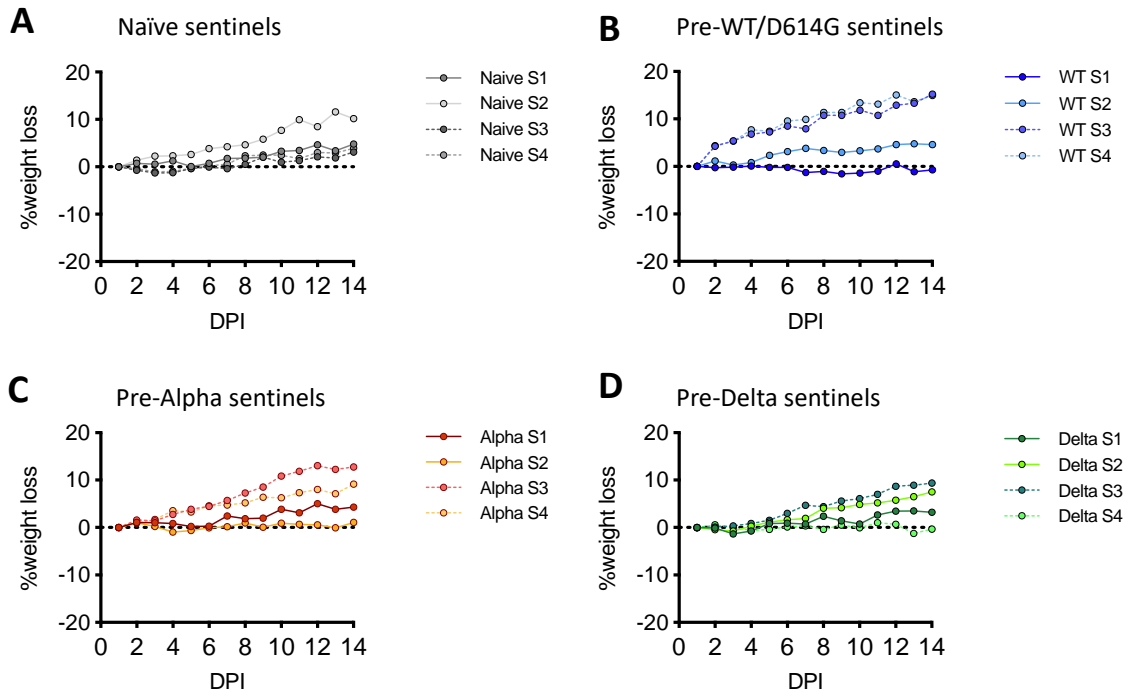 A
Naïve sentinels
20
10
0
-10
-20
%weight loss
0 2 4 6 8 10 12 14
DPI
Naive S1
Naive S2
Naive S3
Naive S4
B
Pre-WT/D614G sentinels
20
10
0
-10
-20
%weight loss
0 2 4 6 8 10 12 14
DPI
WT S1
WT S2
WT S3
WT S4
C
Pre-Alpha sentinels
20
10
0
-10
-20
%weight loss
0 2 4 6 8 10 12 14
DPI
Alpha S1
Alpha S2
Alpha S3
Alpha S4
D
Pre-Delta sentinels
20
10
0
-10
-20
%weight loss
0 2 4 6 8 10 12 14
DPI
Delta S1
Delta S2
Delta S3
Delta S4